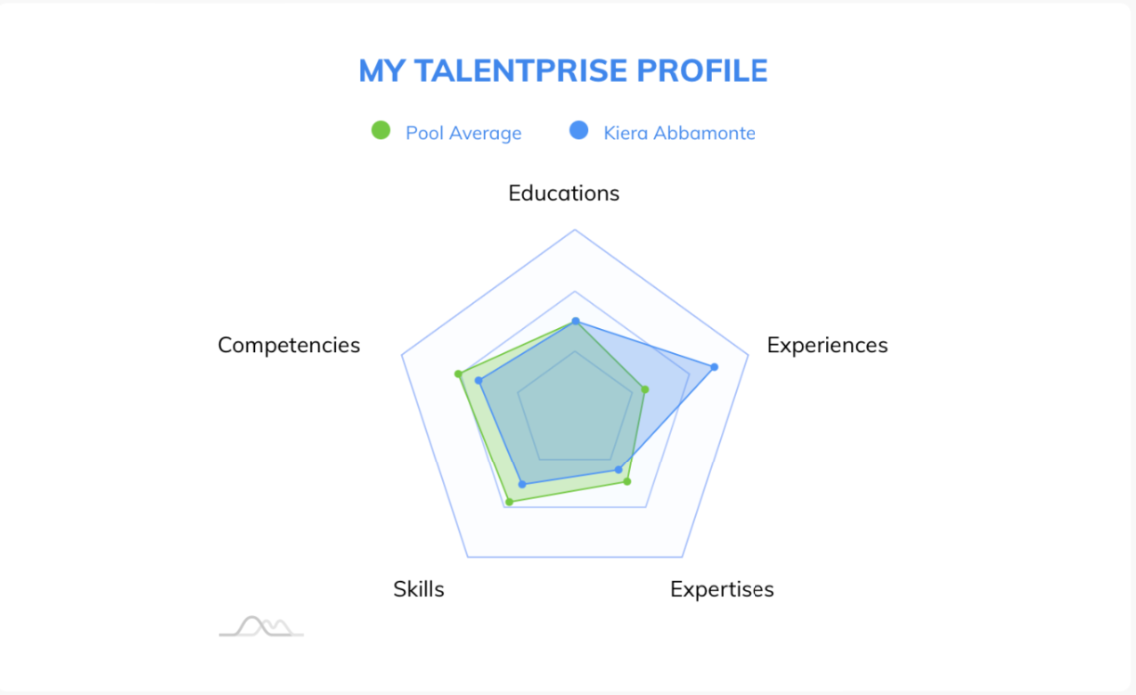 MY TALENTPRISE PROFILE
Pool Average Kiera Abbamonte
Educations
Competencies Experiences
Skills Expertises